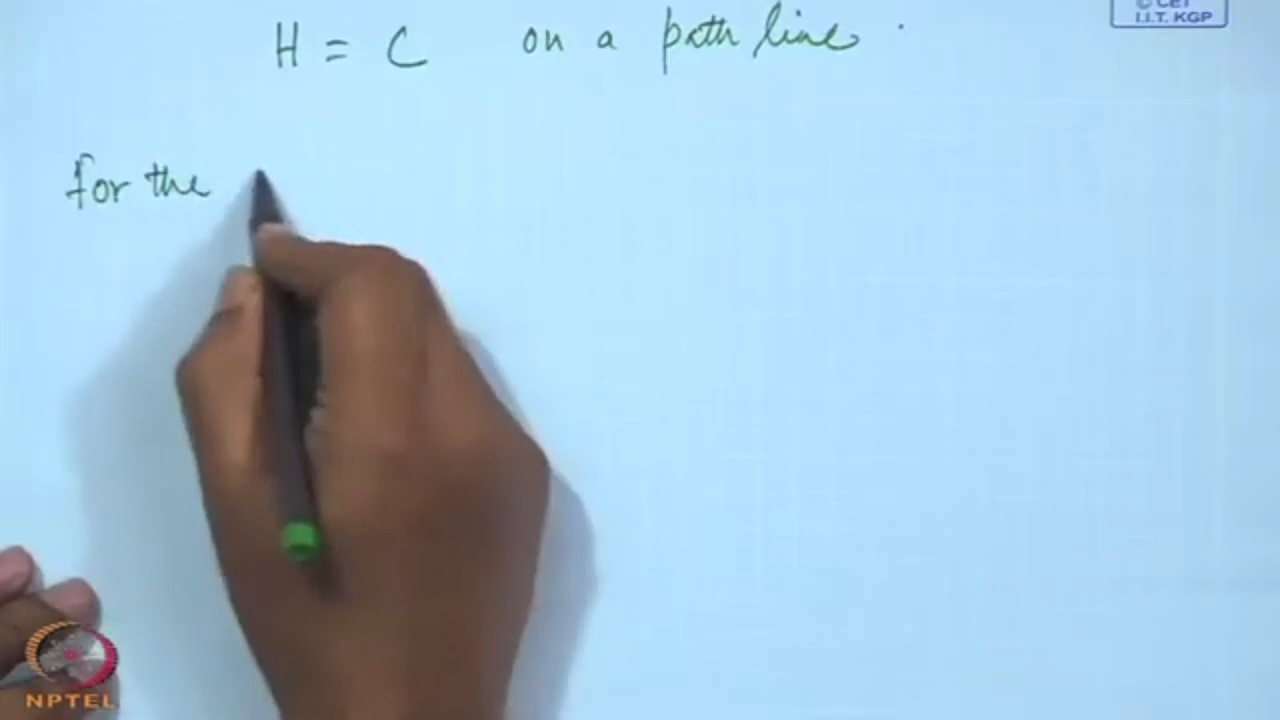 © CET
I.I.T. KGP
H = C on a path line .
for the
NPTEL